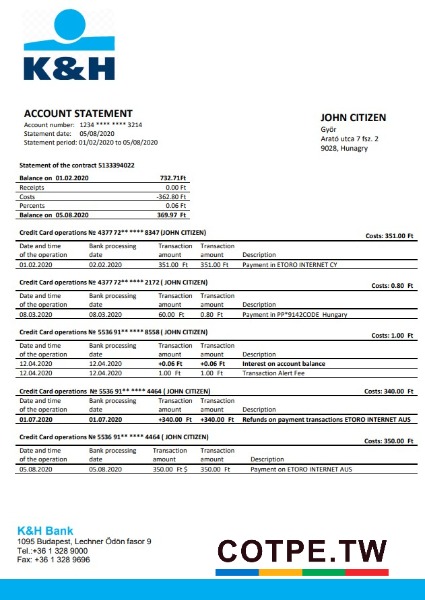 K&H
ACCOUNT STATEMENT
Account number: 1234 **** **** 3214
Statement date: 05/08/2020
Statement period: 01/02/2020 to 05/08/2020
JOHN CITIZEN
Győr
Arató utca 7 fsz. 2
9028, Hunagry
Statement of the contract 5133394022
Balance on 01.02.2020 732.71Ft
Receipts 0.00 Ft
Costs -362.80 Ft
Percents 0.06 Ft
Balance on 05.08.2020 369.97 Ft
Credit Card operations № 4377 72** **** 8347 (JOHN CITIZEN) Costs: 351.00 Ft
Date and time Bank processing Transaction Transaction
of the operation date amount amount Description
01.02.2020 02.02.2020 351.00 Ft 351.00 Ft Payment in ETORO INTERNET CY
Credit Card operations № 4377 72** **** 2172 ( JOHN CITIZEN) Costs: 0.80 Ft
Date and time Bank processing Transaction Transaction
of the operation date amount amount Description
08.03.2020 08.03.2020 60.00 Ft 0.80 Ft Payment in PP*9142CODE Hungary
Credit Card operations № 5536 91** **** 8558 ( JOHN CITIZEN) Costs: 1.00 Ft
Date and time Bank processing Transaction Transaction
of the operation date amount amount Description
12.04.2020 12.04.2020 +0.06 Ft +0.06 Ft Interest on account balance
12.04.2020 12.04.2020 1.00 Ft 1.00 Ft Transaction Alert Fee
Credit Card operations № 5536 91** **** 4464 ( JOHN CITIZEN) Costs: 340.00 Ft
Date and time Bank processing Transaction Transaction
of the operation date amount amount Description
01.07.2020 01.07.2020 +340.00 Ft +340.00 Ft Refunds on payment transactions ETORO INTERNET AUS
Credit Card operations № 5536 91** **** 4464 ( JOHN CITIZEN) Costs: 350.00 Ft
Date and time Bank processing Transaction Transaction
of the operation date amount amount Description
05.08.2020 05.08.2020 350.00 Ft $ 350.00 Ft Payment on ETORO INTERNET AUS
K&H Bank
1095 Budapest, Lechner Ödön fasor 9
Tel.:+36 1 328 9000
Fax: +36 1 328 9696
COTPE.TW